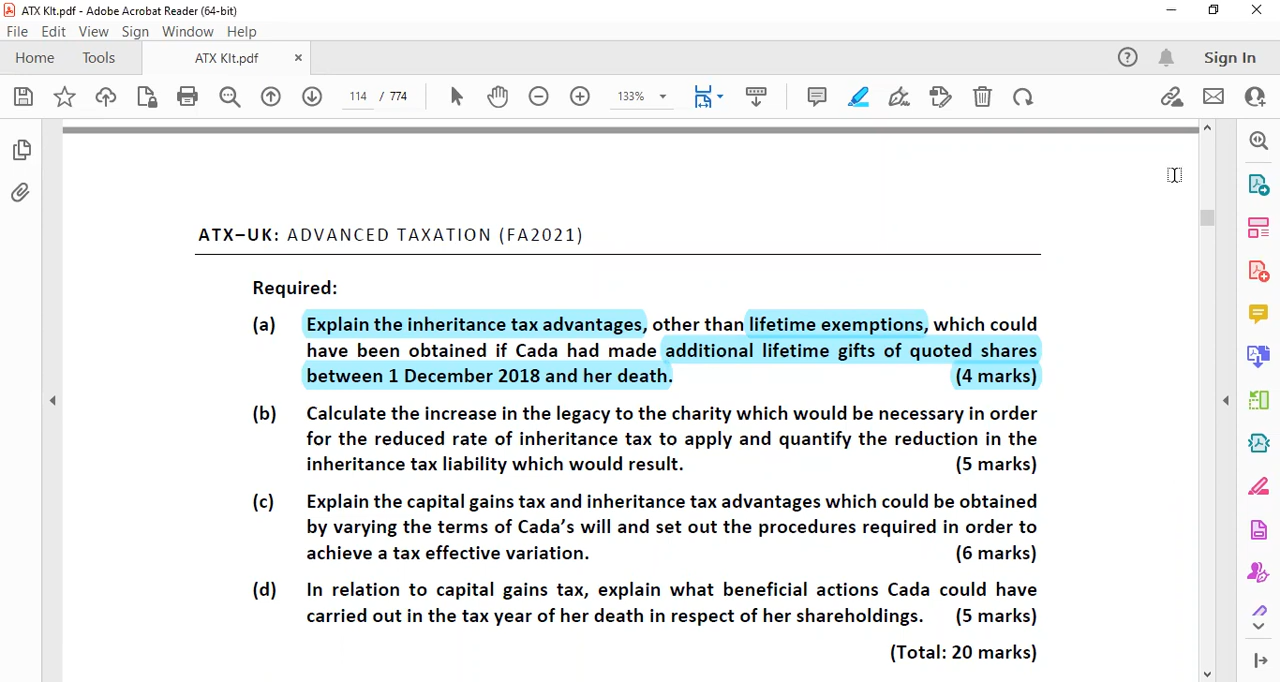 ATX KIt.pdf - Adobe Acrobat Reader (64-bit)
File Edit View Sign Window Help
Home Tools ATX KIt.pdf × Sign In
114 / 774 133%
ATX–UK: ADVANCED TAXATION (FA2021)
Required:
(a) Explain the inheritance tax advantages, other than lifetime exemptions, which could
have been obtained if Cada had made additional lifetime gifts of quoted shares
between 1 December 2018 and her death. (4 marks)
(b) Calculate the increase in the legacy to the charity which would be necessary in order
for the reduced rate of inheritance tax to apply and quantify the reduction in the
inheritance tax liability which would result. (5 marks)
(c) Explain the capital gains tax and inheritance tax advantages which could be obtained
by varying the terms of Cada’s will and set out the procedures required in order to
achieve a tax effective variation. (6 marks)
(d) In relation to capital gains tax, explain what beneficial actions Cada could have
carried out in the tax year of her death in respect of her shareholdings. (5 marks)
(Total: 20 marks)